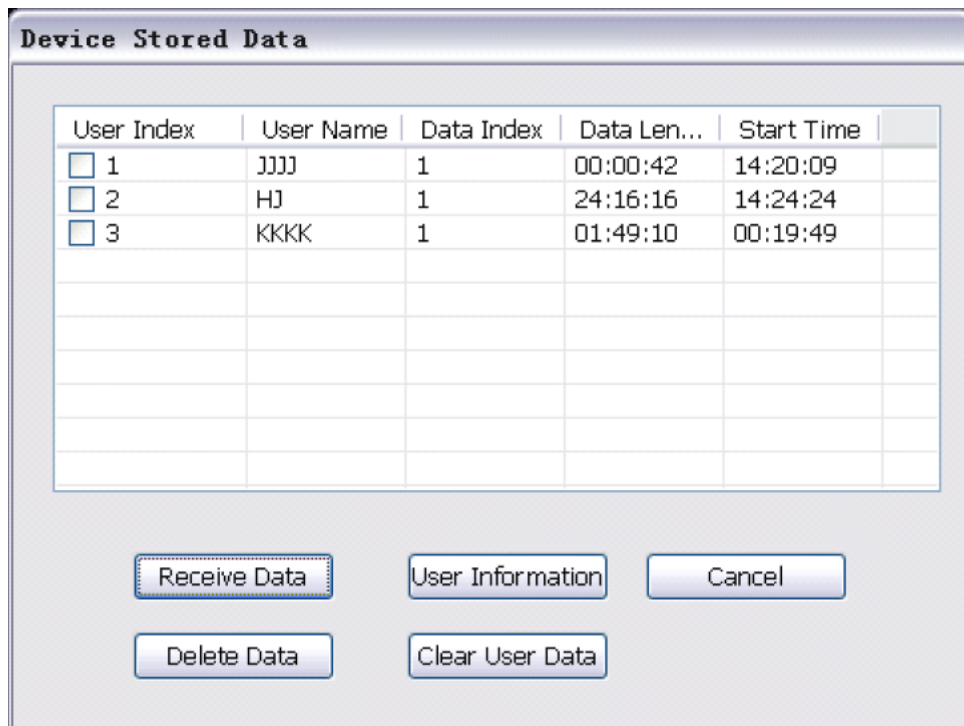 Device Stored Data
User Index User Name Data Index Data Len... Start Time
1 JJJJ 1 00:00:42 14:20:09
2 HJ 1 24:16:16 14:24:24
3 KKKK 1 01:49:10 00:19:49
Receive Data User Information Cancel
Delete Data Clear User Data